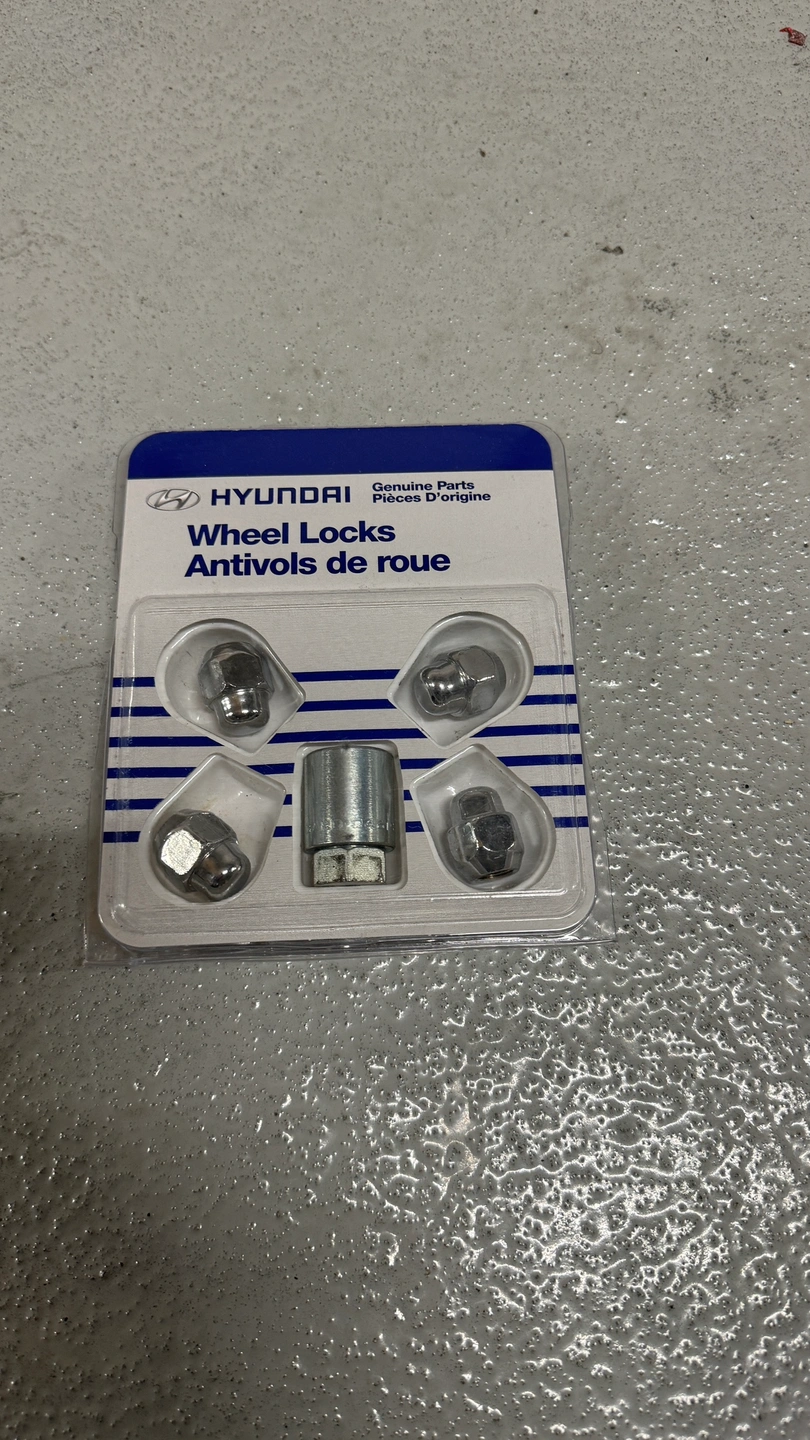 HYUNDAI
Genuine Parts
Pièces D'origine
Wheel Locks
Antivols de roue